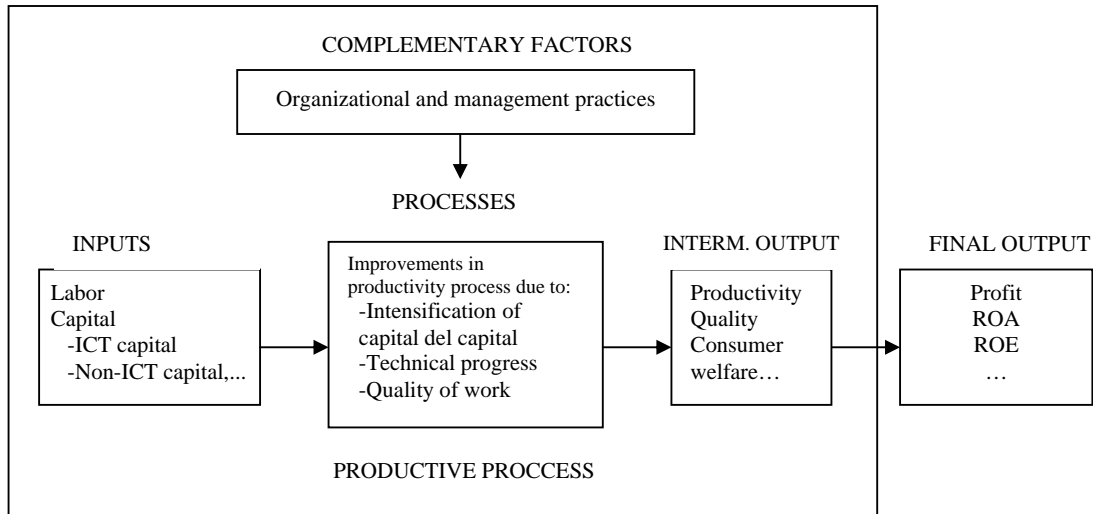 COMPLEMENTARY FACTORS
Organizational and management practices
PROCESSES
INPUTS
Labor
Capital
-ICT capital
-Non-ICT capital,...
Improvements in
productivity process due to:
-Intensification of
capital del capital
-Technical progress
-Quality of work
INTERM. OUTPUT
Productivity
Quality
Consumer
welfare…
FINAL OUTPUT
Profit
ROA
ROE
…
PRODUCTIVE PROCCESS